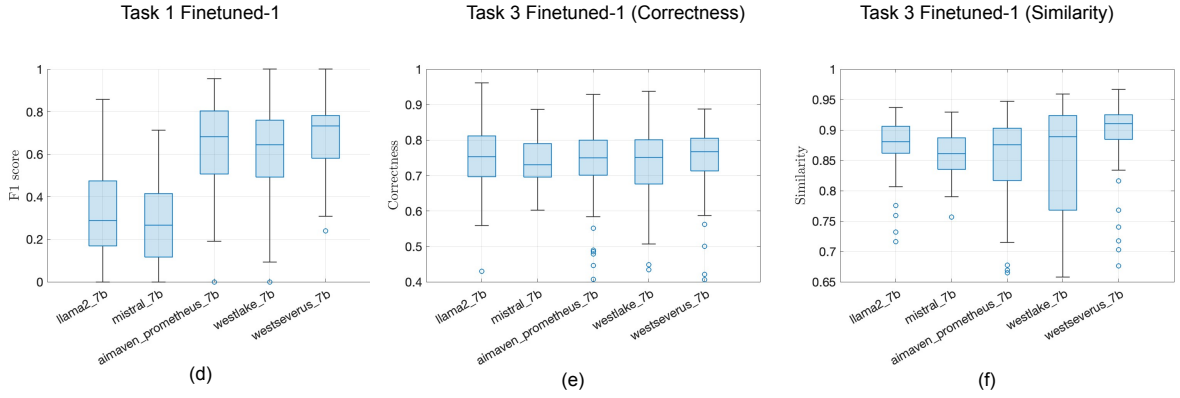 Task 1 Finetuned-1
Task 3 Finetuned-1 (Correctness)
Task 3 Finetuned-1 (Similarity)
1
0.8
0.6
0.4
0.2
0
F1 score
llama2_7b
mistral_7b
aimaven_prometheus_7b
westlake_7b
westseverus_7b
(d)
1
0.9
0.8
0.7
0.6
0.5
0.4
Correctness
llama2_7b
mistral_7b
aimaven_prometheus_7b
westlake_7b
westseverus_7b
(e)
1
0.95
0.9
0.85
0.8
0.75
0.7
0.65
Similarity
llama2_7b
mistral_7b
aimaven_prometheus_7b
westlake_7b
westseverus_7b
(f)